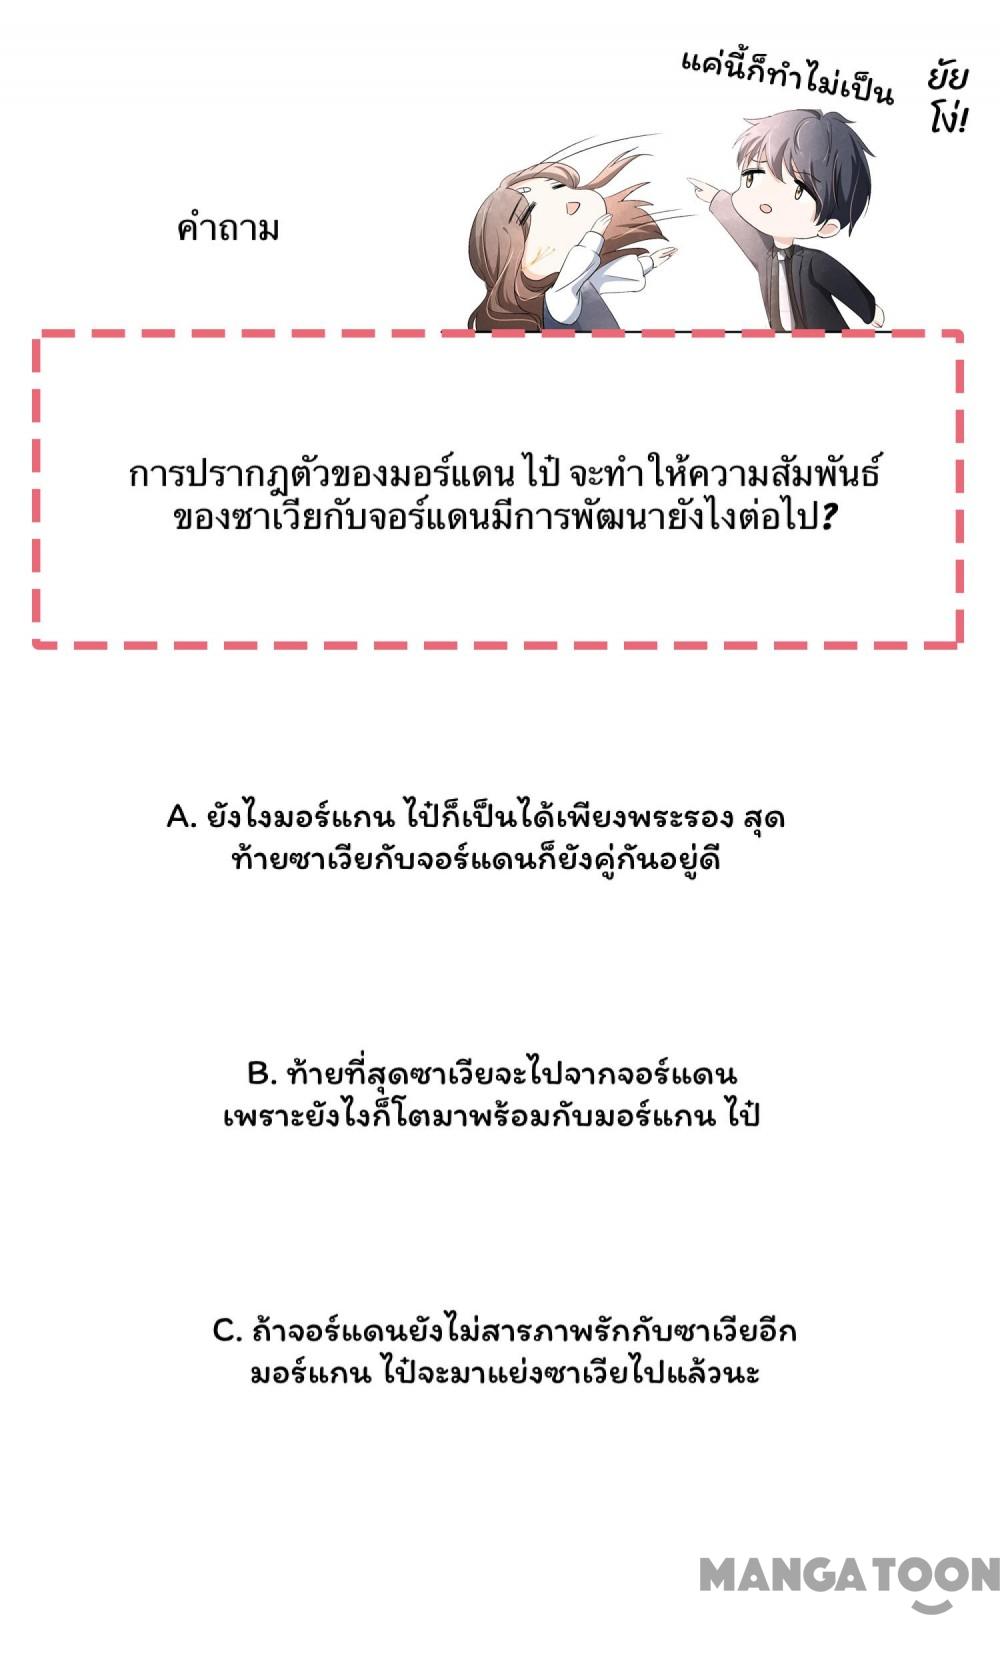 แค่นี้ก็ทำไม่เป็น
ยัย
โง่!
คำถาม
การปรากฎตัวของมอร์แดน ไป๋ จะทำให้ความสัมพันธ์
ของซาเวียกับจอร์แดนมีการพัฒนายังไงต่อไป?
A. ยังไงมอร์แกน ไป๋ก็เป็นได้เพียงพระรอง สุด
ท้ายซาเวียกับจอร์แดนก็ยังคู่กันอยู่ดี
B. ท้ายที่สุดซาเวียจะไปจากจอร์แดน
เพราะยังไงก็โตมาพร้อมกับมอร์แกน ไป๋
C. ถ้าจอร์แดนยังไม่สารภาพรักกับซาเวียอีก
มอร์แกน ไป๋จะมาแย่งซาเวียไปแล้วนะ
MANGATOON